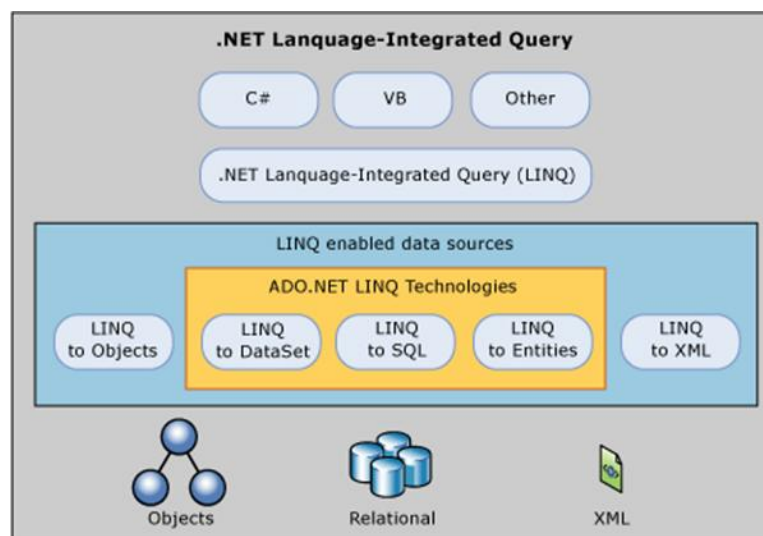 .NET Lanquage-Integrated Query
C#
VB
Other
.NET Lanquage-Integrated Query (LINQ)
LINQ enabled data sources
ADO.NET LINQ Technologies
LINQ
to Objects
LINQ
to DataSet
LINQ
to SQL
LINQ
to Entities
LINQ
to XML
Objects
Relational
XML